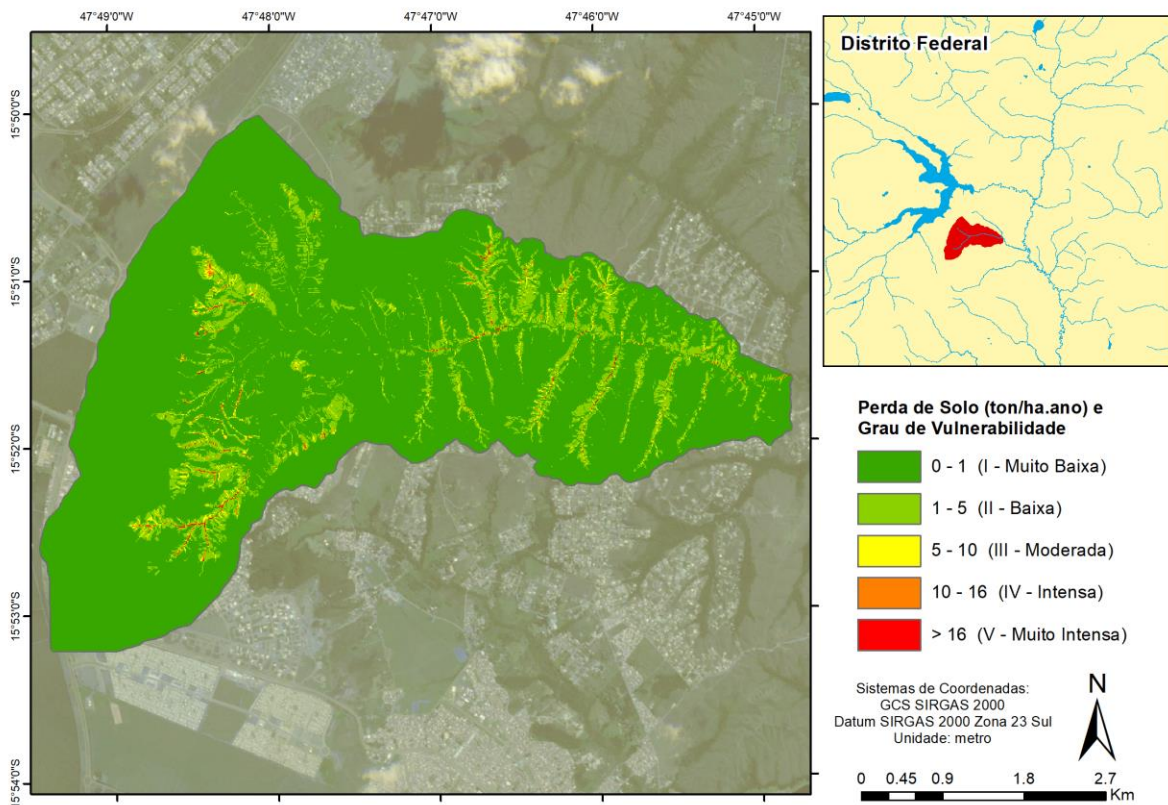 47°49'0"W
47°48'0"W
47°47'0"W
47°46'0"W
47°45'0"W
15°50'0"S
15°51'0"S
15°52'0"S
15°53'0"S
15°54'0"S
Distrito Federal
Perda de Solo (ton/ha.ano) e
Grau de Vulnerabilidade
0 - 1 (I - Muito Baixa)
1 - 5 (II - Baixa)
5 - 10 (III - Moderada)
10 - 16 (IV - Intensa)
> 16 (V - Muito Intensa)
Sistemas de Coordenadas:
GCS SIRGAS 2000
Datum SIRGAS 2000 Zona 23 Sul
Unidade: metro
N
0 0.45 0.9 1.8 2.7
Km